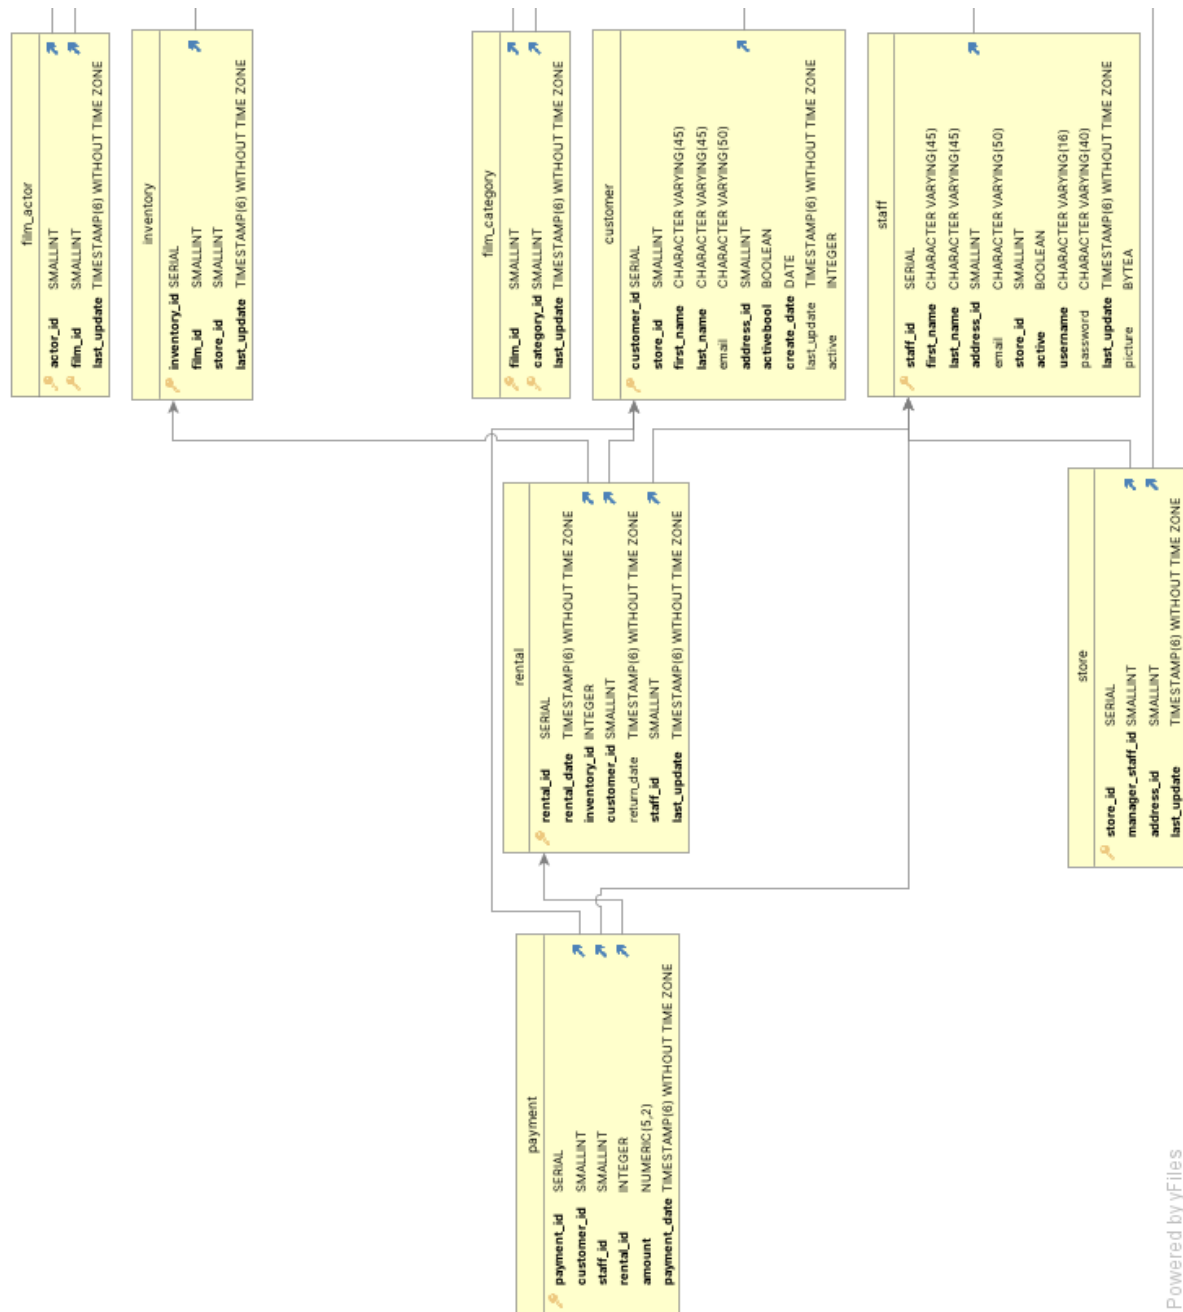 film_actor
actor_id SMALLINT
film_id SMALLINT
last_update TIMESTAMP(6) WITHOUT TIME ZONE
inventory
inventory_id SERIAL
film_id SMALLINT
store_id SMALLINT
last_update TIMESTAMP(6) WITHOUT TIME ZONE
film_category
film_id SMALLINT
category_id SMALLINT
last_update TIMESTAMP(6) WITHOUT TIME ZONE
customer
customer_id SERIAL
store_id SMALLINT
first_name CHARACTER VARYING(45)
last_name CHARACTER VARYING(45)
email CHARACTER VARYING(50)
address_id SMALLINT
activebool BOOLEAN
create_date DATE
last_update TIMESTAMP(6) WITHOUT TIME ZONE
active INTEGER
staff
staff_id SERIAL
first_name CHARACTER VARYING(45)
last_name CHARACTER VARYING(45)
address_id SMALLINT
email CHARACTER VARYING(50)
store_id SMALLINT
active BOOLEAN
username CHARACTER VARYING(16)
password CHARACTER VARYING(40)
last_update TIMESTAMP(6) WITHOUT TIME ZONE
picture BYTEA
rental
rental_id SERIAL
rental_date TIMESTAMP(6) WITHOUT TIME ZONE
inventory_id INTEGER
customer_id SMALLINT
return_date TIMESTAMP(6) WITHOUT TIME ZONE
staff_id SMALLINT
last_update TIMESTAMP(6) WITHOUT TIME ZONE
store
store_id SERIAL
manager_staff_id SMALLINT
address_id SMALLINT
last_update TIMESTAMP(6) WITHOUT TIME ZONE
payment
payment_id SERIAL
customer_id SMALLINT
staff_id SMALLINT
rental_id INTEGER
amount NUMERIC(5,2)
payment_date TIMESTAMP(6) WITHOUT TIME ZONE
Powered by yFiles